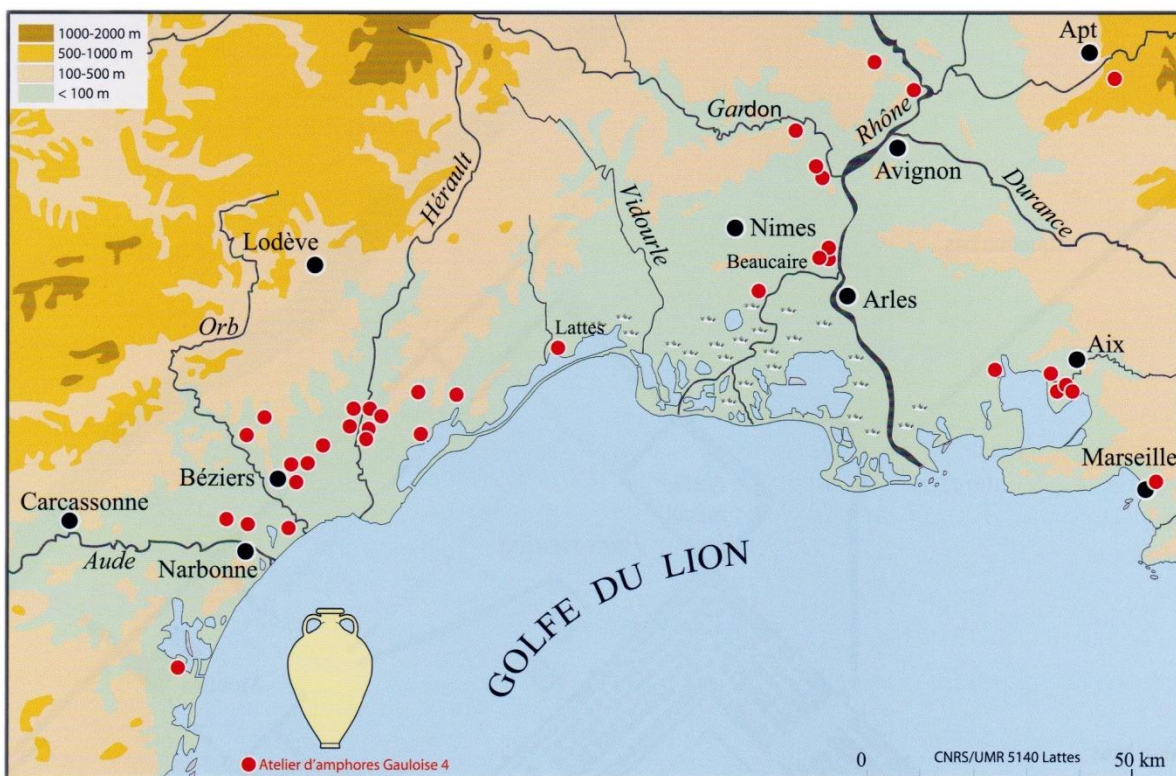 1000-2000 m
500-1000 m
100-500 m
< 100 m
Apt
Gardon
Rhône
Avignon
Durance
Hérault
Vidourle
Nimes
Lodève
Beaucaire
Arles
Orb
Lattes
Aix
Béziers
Marseille
Carcassonne
Aude
Narbonne
GOLFE DU LION
Atelier d'amphores Gauloise 4
0
CNRS/UMR 5140 Lattes
50 km